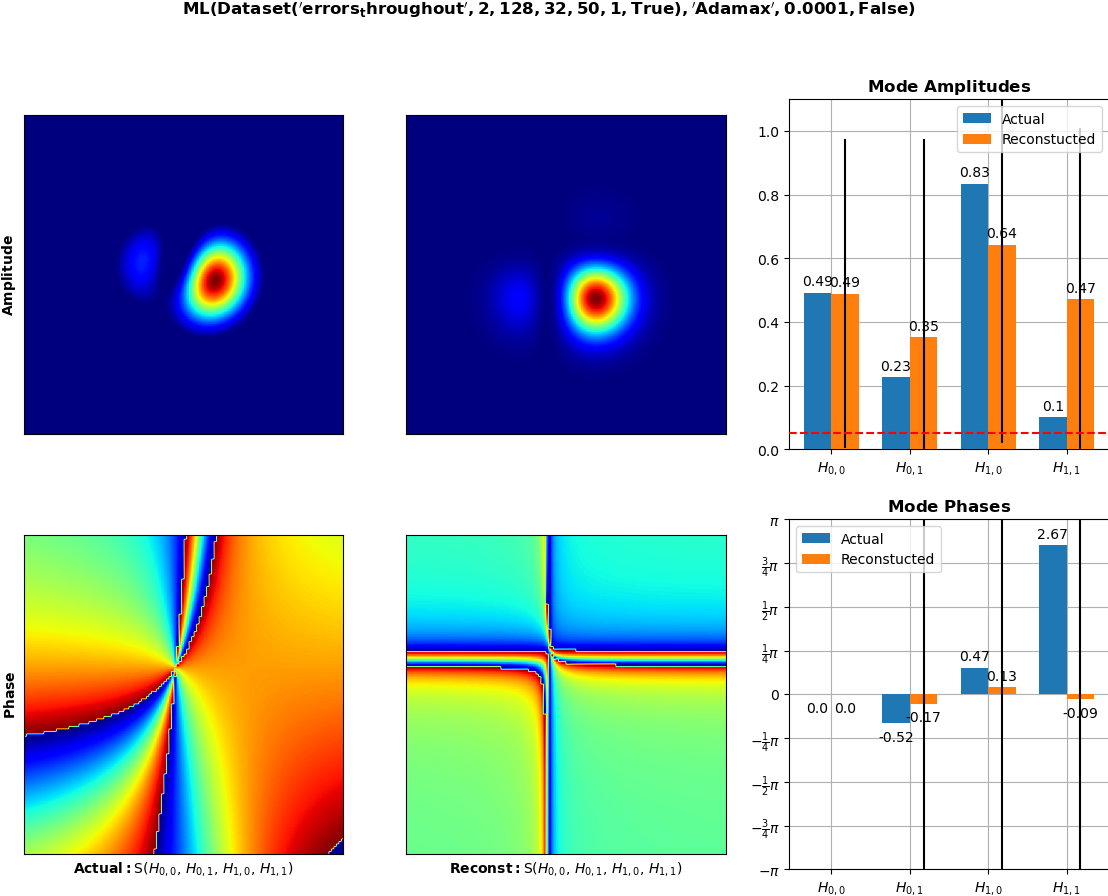 ML(Dataset('errors_throughout', 2, 128, 32, 50, 1, True), 'Adamax', 0.0001, False)
Mode Amplitudes
Actual
Reconstucted
1.0
0.8
0.6
0.4
0.2
0.0
0.49
0.49
0.23
0.35
0.83
0.64
0.1
0.47
H0,0
H0,1
H1,0
H1,1
Amplitude
Mode Phases
Actual
Reconstucted
π
3/4π
1/2π
1/4π
0
−1/4π
−1/2π
−3/4π
−π
0.0
0.0
-0.52
-0.17
0.47
0.13
2.67
-0.09
H0,0
H0,1
H1,0
H1,1
Phase
Actual: S(H0,0, H0,1, H1,0, H1,1)
Reconst: S(H0,0, H0,1, H1,0, H1,1)